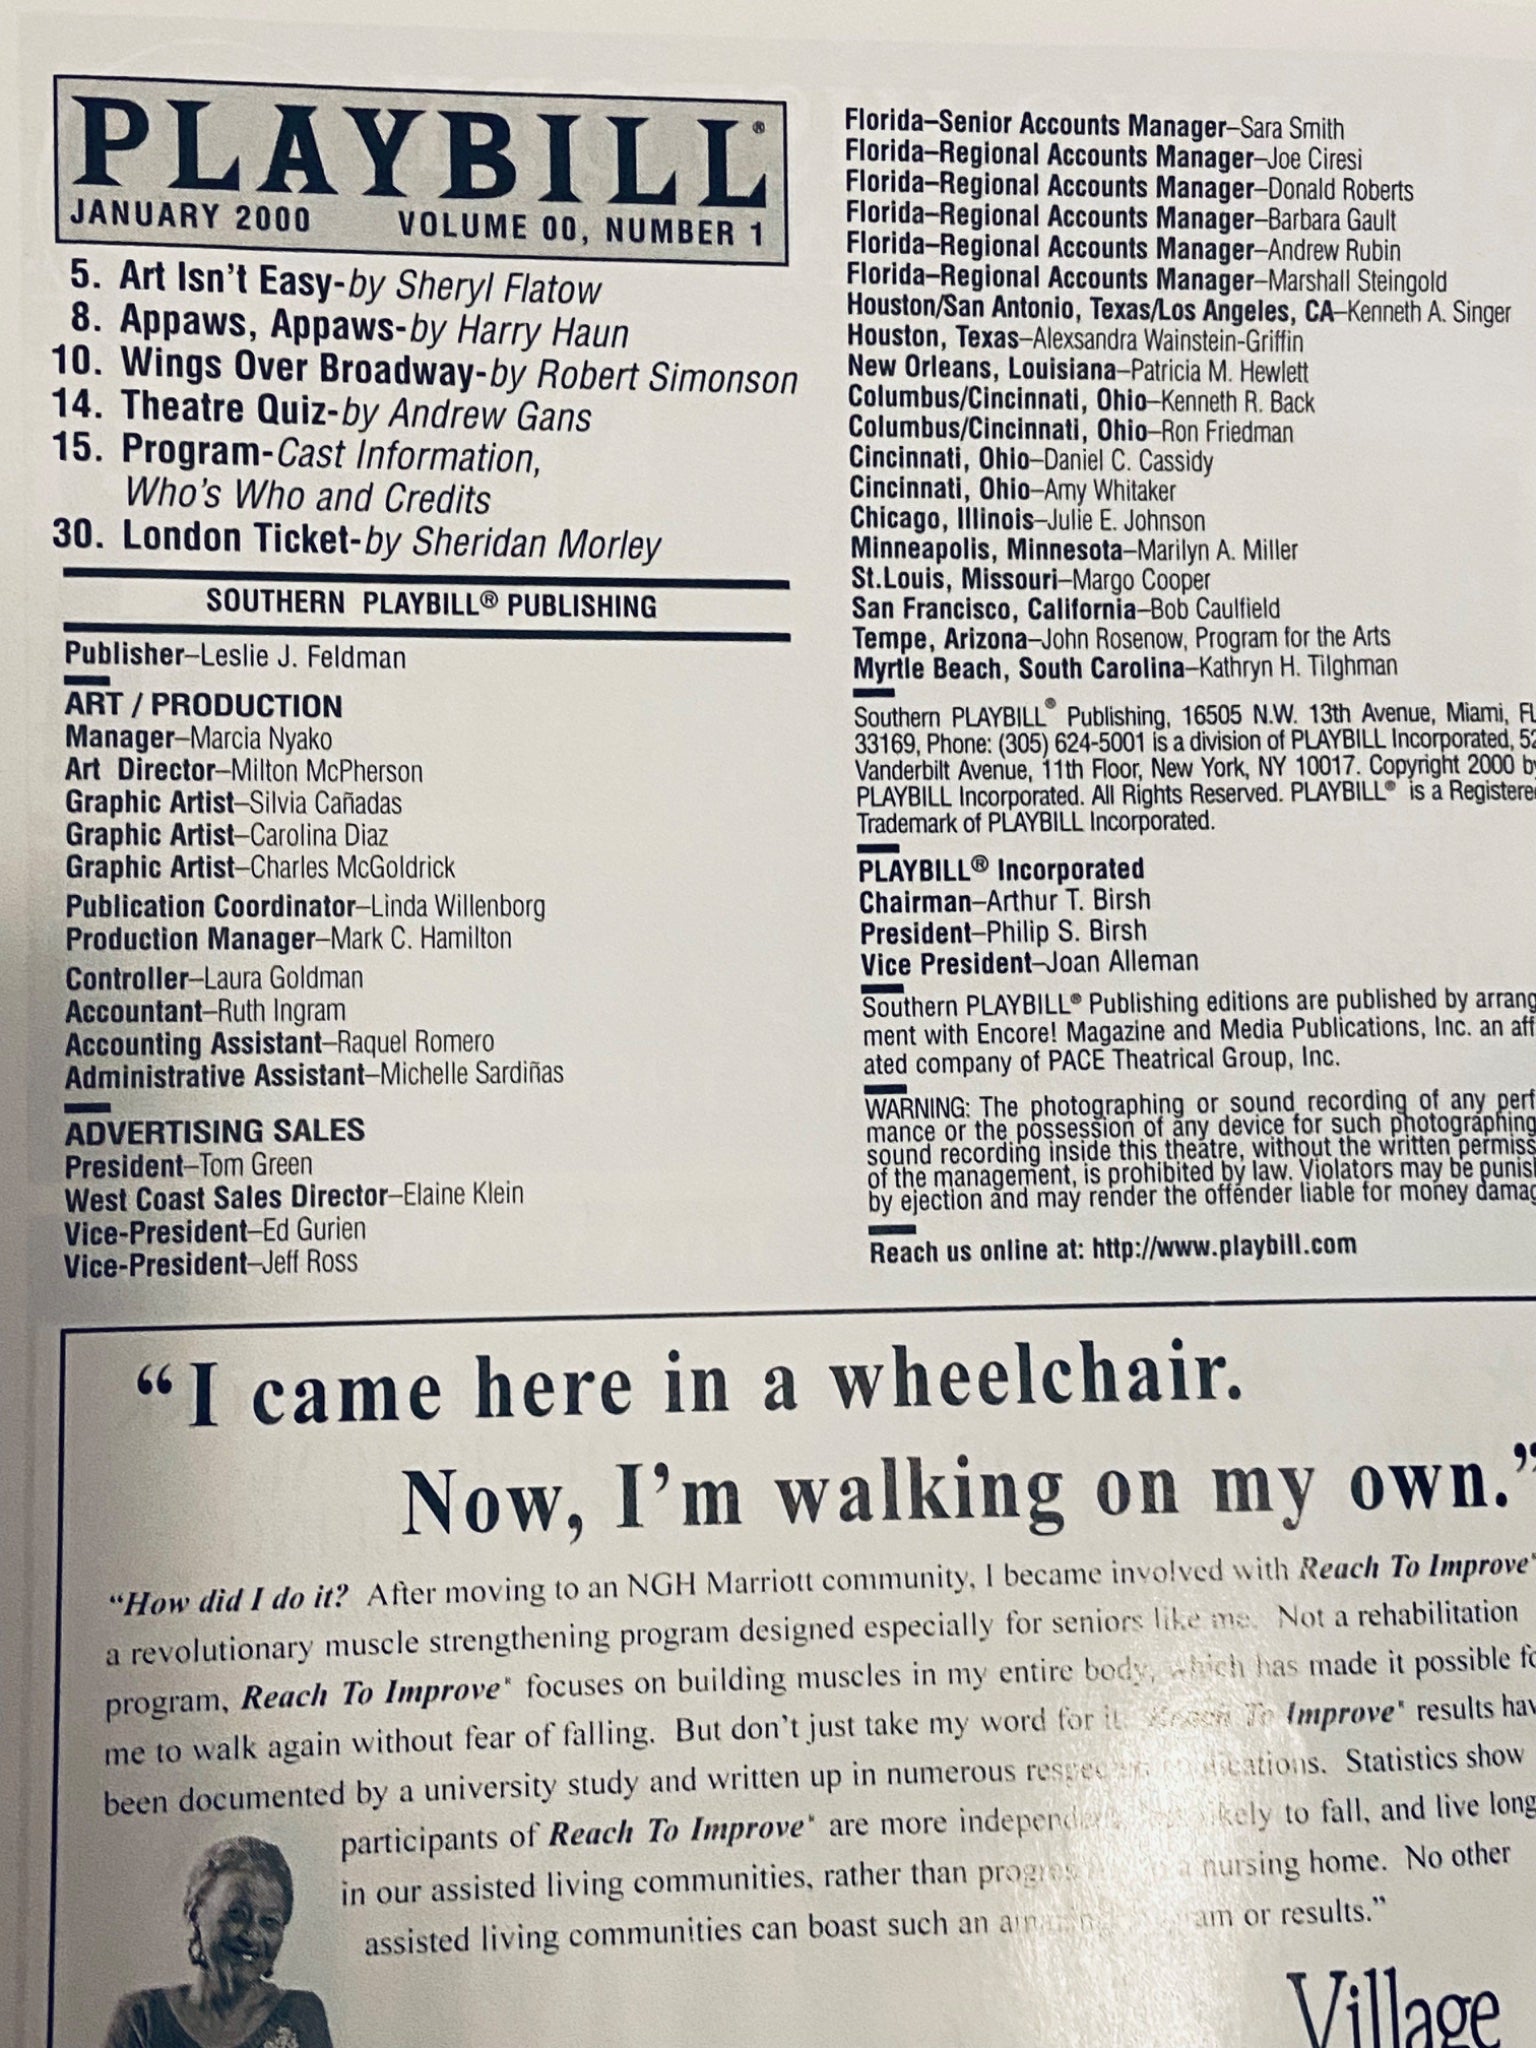 PLAYBILL®
JANUARY 2000 VOLUME 00, NUMBER 1
5. Art Isn't Easy-by Sheryl Flatow
8. Appaws, Appaws-by Harry Haun
10. Wings Over Broadway-by Robert Simonson
14. Theatre Quiz-by Andrew Gans
15. Program-Cast Information,
Who's Who and Credits
30. London Ticket-by Sheridan Morley
SOUTHERN PLAYBILL® PUBLISHING
Publisher–Leslie J. Feldman
ART / PRODUCTION
Manager–Marcia Nyako
Art Director–Milton McPherson
Graphic Artist–Silvia Cañadas
Graphic Artist–Carolina Diaz
Graphic Artist–Charles McGoldrick
Publication Coordinator–Linda Willenborg
Production Manager–Mark C. Hamilton
Controller–Laura Goldman
Accountant–Ruth Ingram
Accounting Assistant–Raquel Romero
Administrative Assistant–Michelle Sardiñas
ADVERTISING SALES
President–Tom Green
West Coast Sales Director–Elaine Klein
Vice-President–Ed Gurien
Vice-President–Jeff Ross
Florida–Senior Accounts Manager–Sara Smith
Florida–Regional Accounts Manager–Joe Ciresi
Florida–Regional Accounts Manager–Donald Roberts
Florida–Regional Accounts Manager–Barbara Gault
Florida–Regional Accounts Manager–Andrew Rubin
Florida–Regional Accounts Manager–Marshall Steingold
Houston/San Antonio, Texas/Los Angeles, CA–Kenneth A. Singer
Houston, Texas–Alexsandra Wainstein-Griffin
New Orleans, Louisiana–Patricia M. Hewlett
Columbus/Cincinnati, Ohio–Kenneth R. Back
Columbus/Cincinnati, Ohio–Ron Friedman
Cincinnati, Ohio–Daniel C. Cassidy
Cincinnati, Ohio–Amy Whitaker
Chicago, Illinois–Julie E. Johnson
Minneapolis, Minnesota–Marilyn A. Miller
St.Louis, Missouri–Margo Cooper
San Francisco, California–Bob Caulfield
Tempe, Arizona–John Rosenow, Program for the Arts
Myrtle Beach, South Carolina–Kathryn H. Tilghman
Southern PLAYBILL® Publishing, 16505 N.W. 13th Avenue, Miami, FL
33169, Phone: (305) 624-5001 is a division of PLAYBILL Incorporated, 52
Vanderbilt Avenue, 11th Floor, New York, NY 10017. Copyright 2000 by
PLAYBILL Incorporated. All Rights Reserved. PLAYBILL® is a Registere
Trademark of PLAYBILL Incorporated.
PLAYBILL® Incorporated
Chairman–Arthur T. Birsh
President–Philip S. Birsh
Vice President–Joan Alleman
Southern PLAYBILL® Publishing editions are published by arrang
ment with Encore! Magazine and Media Publications, Inc. an aff
ated company of PACE Theatrical Group, Inc.
WARNING: The photographing or sound recording of any perf
mance or the possession of any device for such photographing
sound recording inside this theatre, without the written permiss
of the management, is prohibited by law. Violators may be punis
by ejection and may render the offender liable for money damag
Reach us online at: http://www.playbill.com
“I came here in a wheelchair.
Now, I'm walking on my own.”
“How did I do it? After moving to an NGH Marriott community, I became involved with Reach To Improve*
a revolutionary muscle strengthening program designed especially for seniors like me. Not a rehabilitation
program, Reach To Improve* focuses on building muscles in my entire body, which has made it possible fo
me to walk again without fear of falling. But don't just take my word for it. Reach To Improve* results hav
been documented by a university study and written up in numerous Statistics show
participants of Reach To Improve* are more likely to fall, and live long
in our assisted living communities, rather than a nursing home. No other
assisted living communities can boast such an or results.”
Village